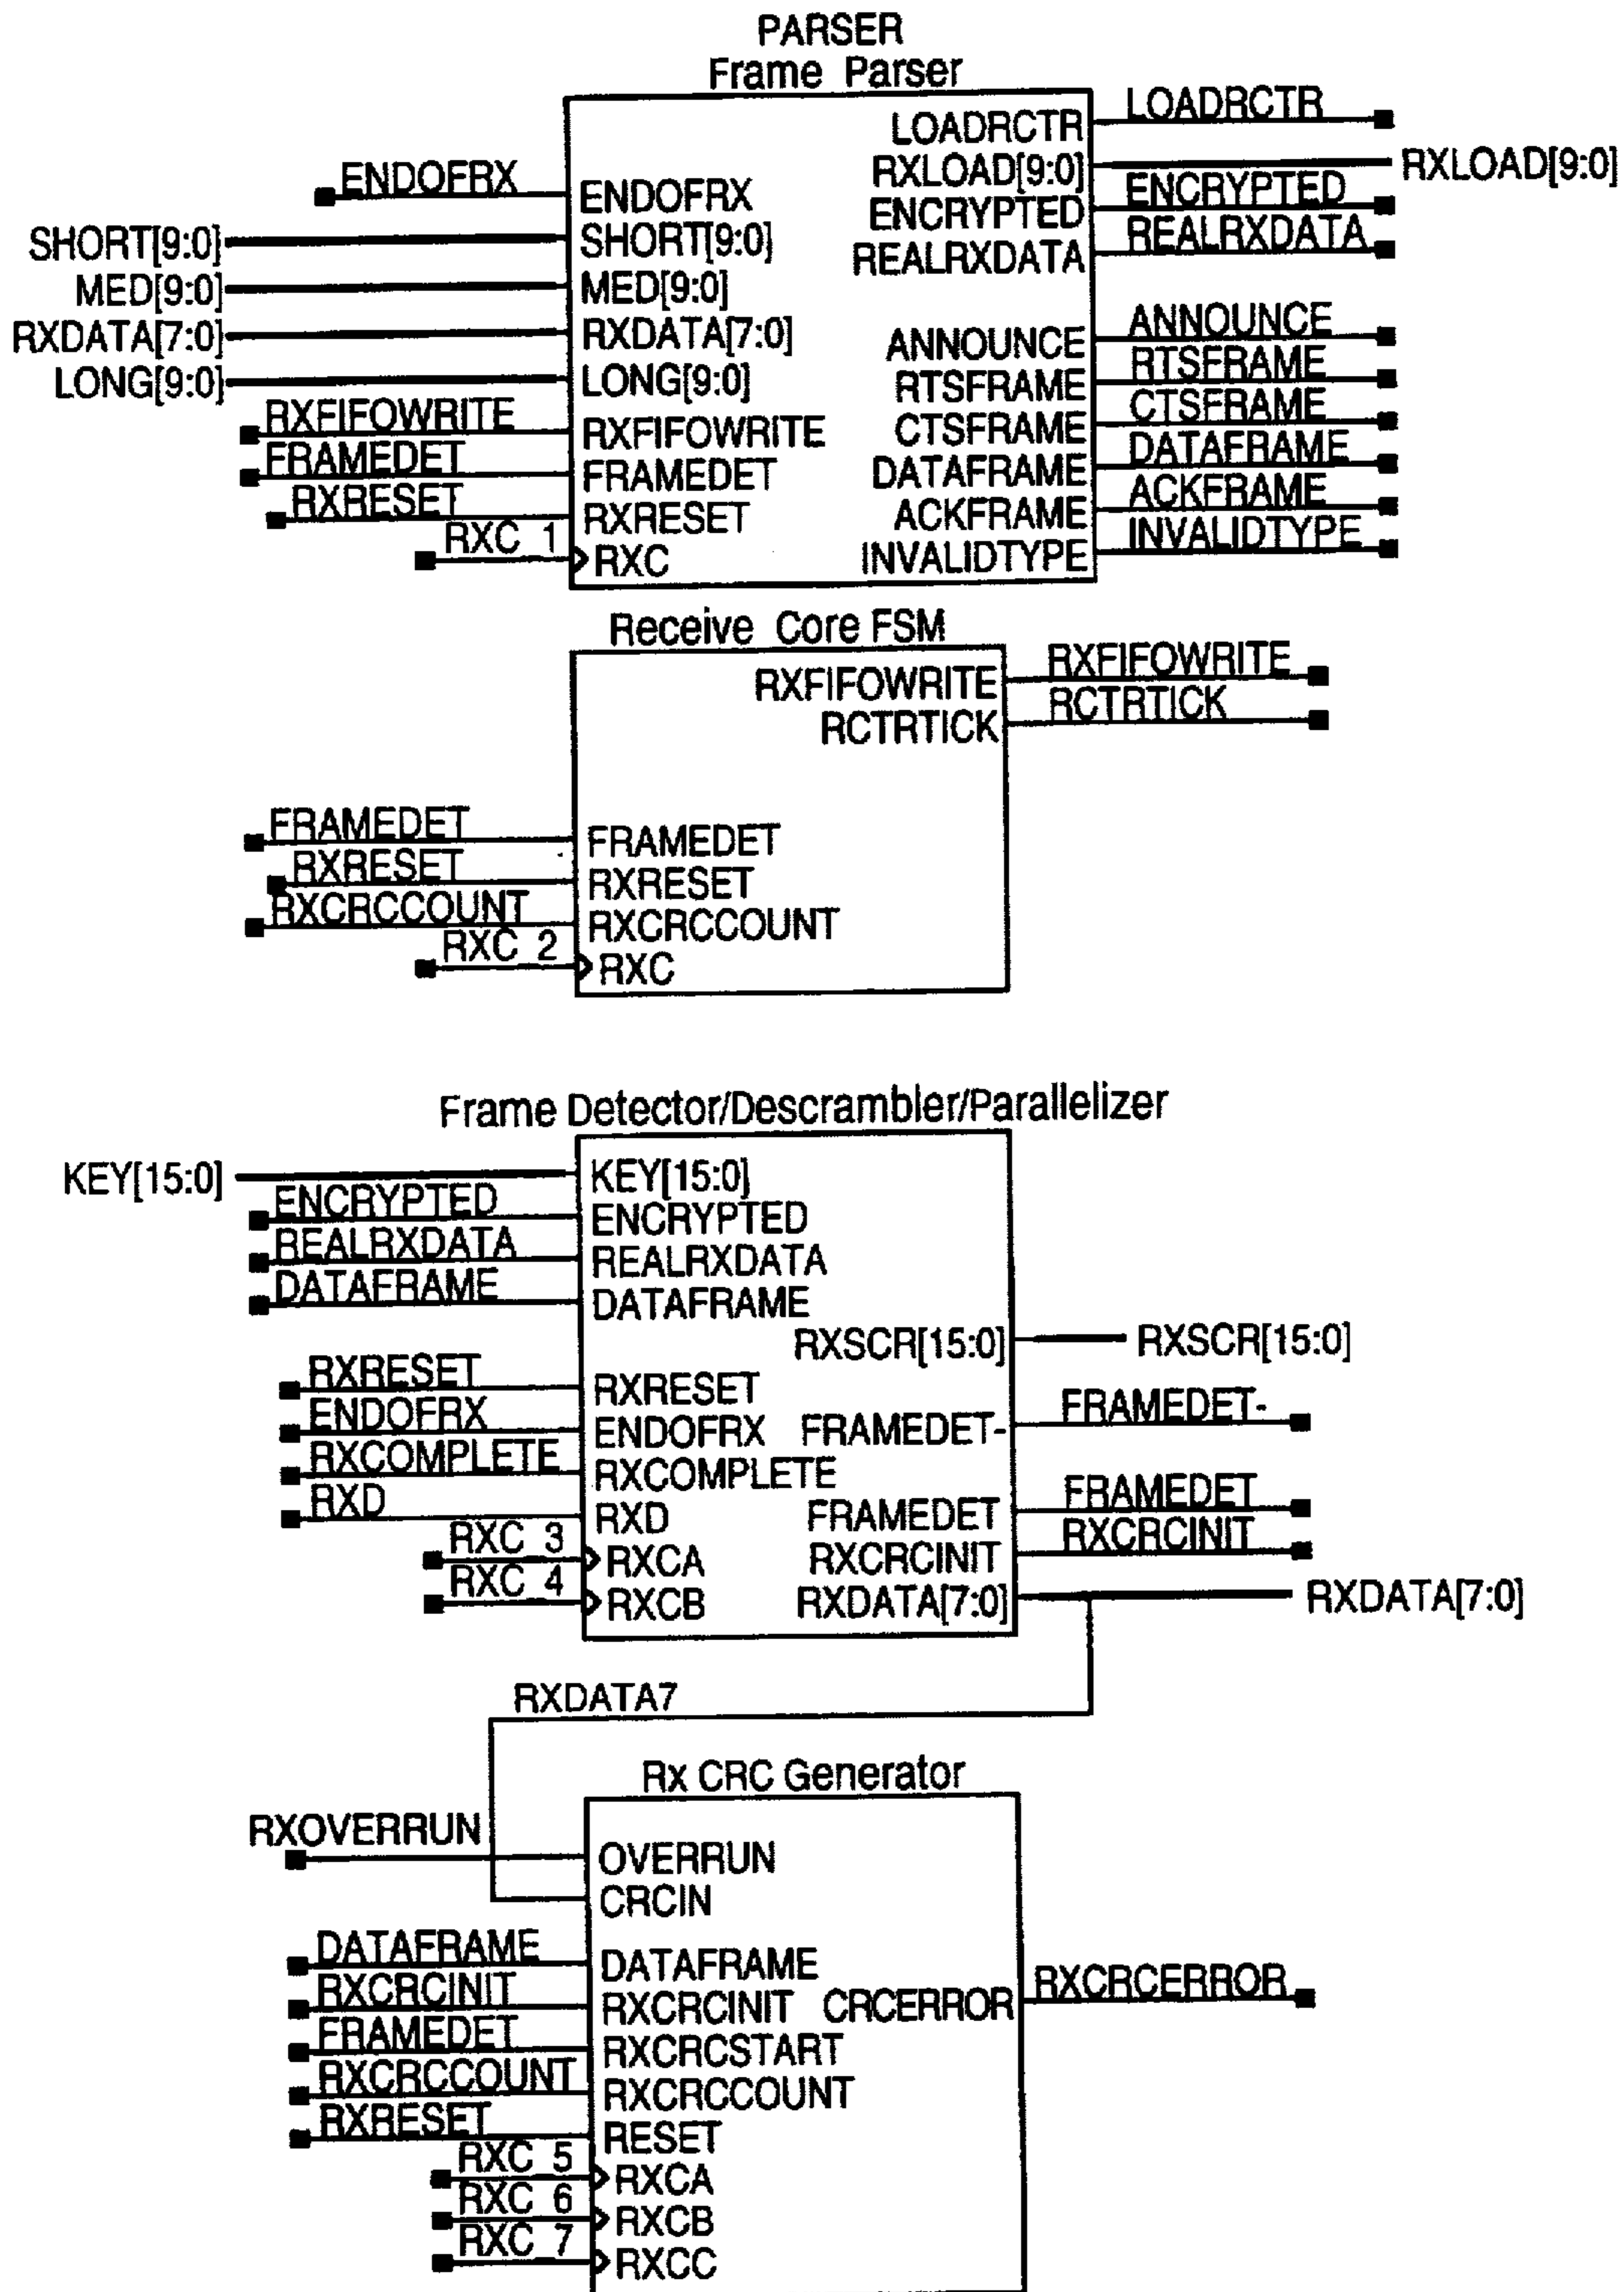 PARSER
Frame Parser
LOADRCTR LOADRCTR
RXLOAD[9:0] RXLOAD[9:0]
ENDOFRX ENDOFRX ENCRYPTED ENCRYPTED
SHORT[9:0] SHORT[9:0] REALRXDATA REALRXDATA
MED[9:0] MED[9:0]
RXDATA[7:0] RXDATA[7:0] ANNOUNCE ANNOUNCE
LONG[9:0] LONG[9:0] RTSFRAME RTSFRAME
RXFIFOWRITE RXFIFOWRITE CTSFRAME CTSFRAME
FRAMEDET FRAMEDET DATAFRAME DATAFRAME
RXRESET RXRESET ACKFRAME ACKFRAME
RXC 1 RXC INVALIDTYPE INVALIDTYPE
Receive Core FSM
RXFIFOWRITE RXFIFOWRITE
RCTRTICK RCTRTICK
FRAMEDET FRAMEDET
RXRESET RXRESET
RXCRCCOUNT RXCRCCOUNT
RXC 2 RXC
Frame Detector/Descrambler/Parallelizer
KEY[15:0] KEY[15:0]
ENCRYPTED ENCRYPTED
REALRXDATA REALRXDATA
DATAFRAME DATAFRAME
RXSCR[15:0] RXSCR[15:0]
RXRESET RXRESET
ENDOFRX ENDOFRX FRAMEDET- FRAMEDET-
RXCOMPLETE RXCOMPLETE
RXD RXD FRAMEDET FRAMEDET
RXC 3 RXCA RXCRCINIT RXCRCINIT
RXC 4 RXCB RXDATA[7:0] RXDATA[7:0]
RXDATA7
Rx CRC Generator
RXOVERRUN OVERRUN
CRCIN
DATAFRAME DATAFRAME
RXCRCINIT RXCRCINIT CRCERROR RXCRCERROR
FRAMEDET RXCRCSTART
RXCRCCOUNT RXCRCCOUNT
RXRESET RESET
RXC 5 RXCA
RXC 6 RXCB
RXC 7 RXCC